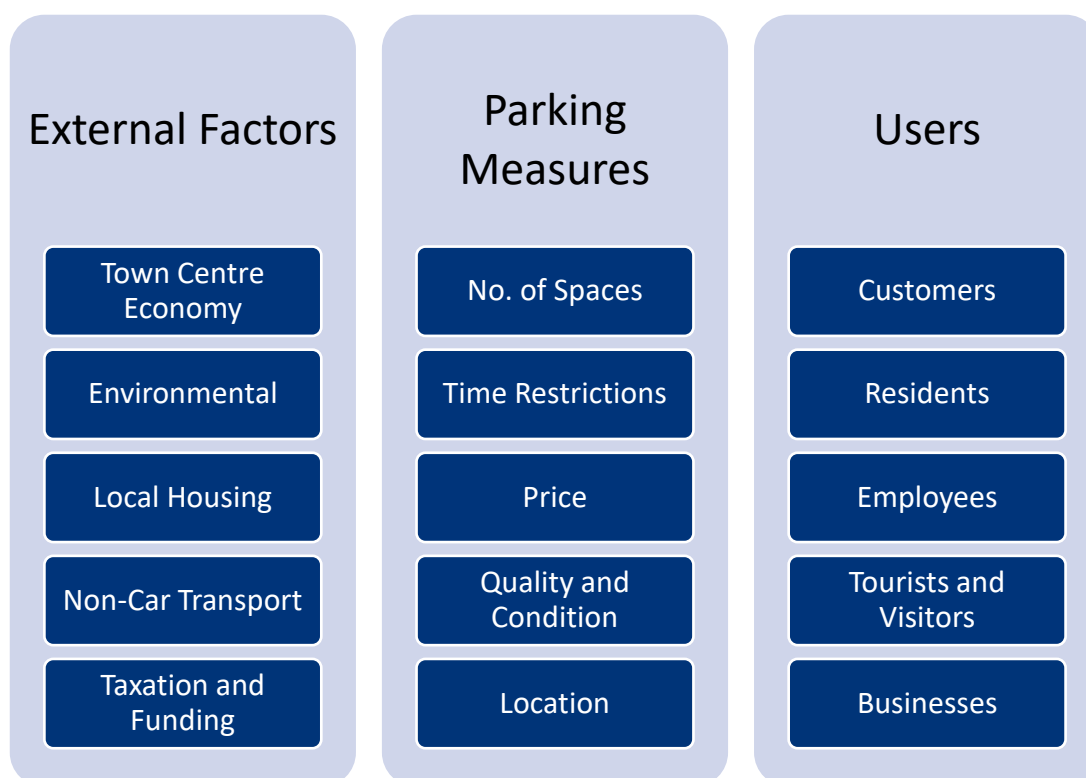 External Factors
Town Centre
Economy
Environmental
Local Housing
Non-Car Transport
Taxation and
Funding
Parking
Measures
No. of Spaces
Time Restrictions
Price
Quality and
Condition
Location
Users
Customers
Residents
Employees
Tourists and
Visitors
Businesses